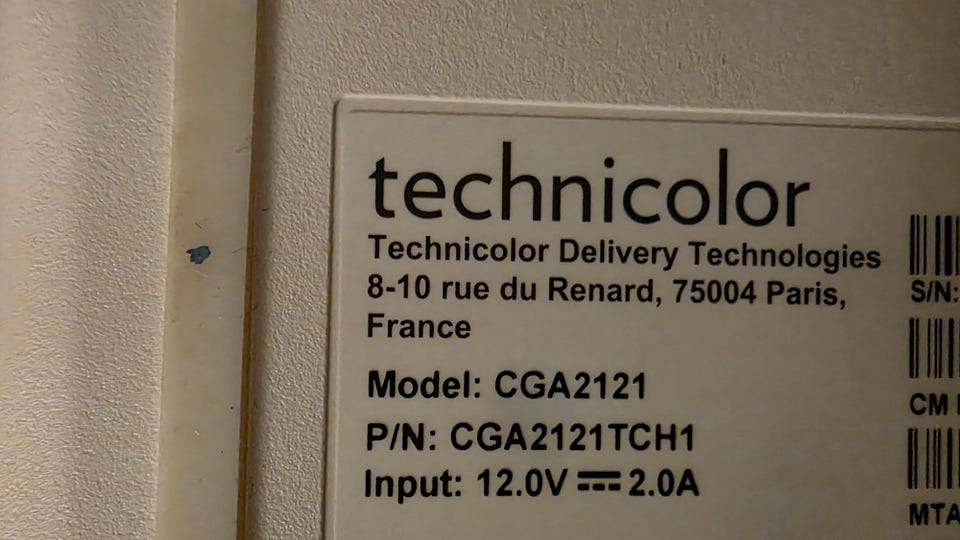 technicolor
Technicolor Delivery Technologies
8-10 rue du Renard, 75004 Paris,
France
Model: CGA2121
P/N: CGA2121TCH1
Input: 12.0V ⎓ 2.0A
S/N:
CM
MTA